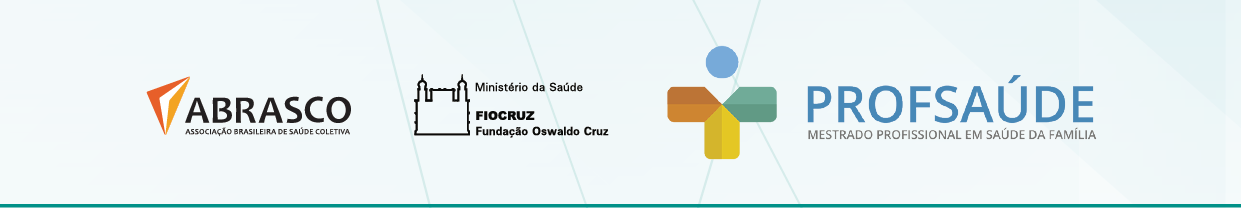 ABRASCO
ASSOCIAÇÃO BRASILEIRA DE SAÚDE COLETIVA
Ministério da Saúde
FIOCRUZ
Fundação Oswaldo Cruz
PROFSAÚDE
MESTRADO PROFISSIONAL EM SAÚDE DA FAMÍLIA